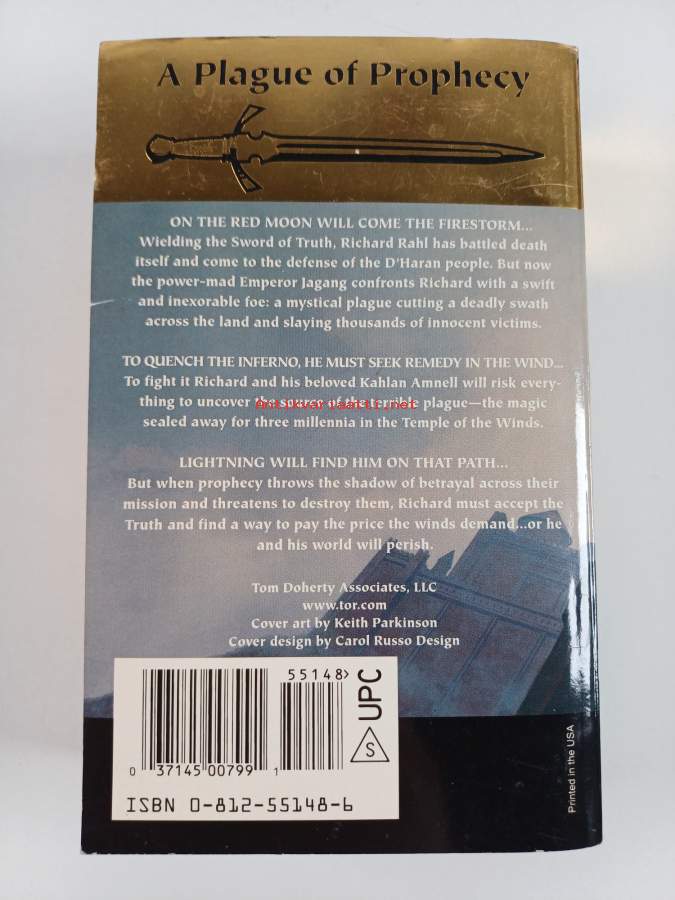 A Plague of Prophecy
ON THE RED MOON WILL COME THE FIRESTORM...
Wielding the Sword of Truth, Richard Rahl has battled death
itself and come to the defense of the D'Haran people. But now
the power-mad Emperor Jagang confronts Richard with a swift
and inexorable foe: a mystical plague cutting a deadly swath
across the land and slaying thousands of innocent victims.
TO QUENCH THE INFERNO, HE MUST SEEK REMEDY IN THE WIND...
To fight it Richard and his beloved Kahlan Amnell will risk every-
thing to uncover the source of the terrible plague—the magic
Antikvariaatti.net
sealed away for three millennia in the Temple of the Winds.
LIGHTNING WILL FIND HIM ON THAT PATH...
But when prophecy throws the shadow of betrayal across their
mission and threatens to destroy them, Richard must accept the
Truth and find a way to pay the price the winds demand...or he
and his world will perish.
Tom Doherty Associates, LLC
www.tor.com
Cover art by Keith Parkinson
Cover design by Carol Russo Design
55148>
UPC
S
0 37145 00799 1
ISBN 0-812-55148-6
Printed in the USA